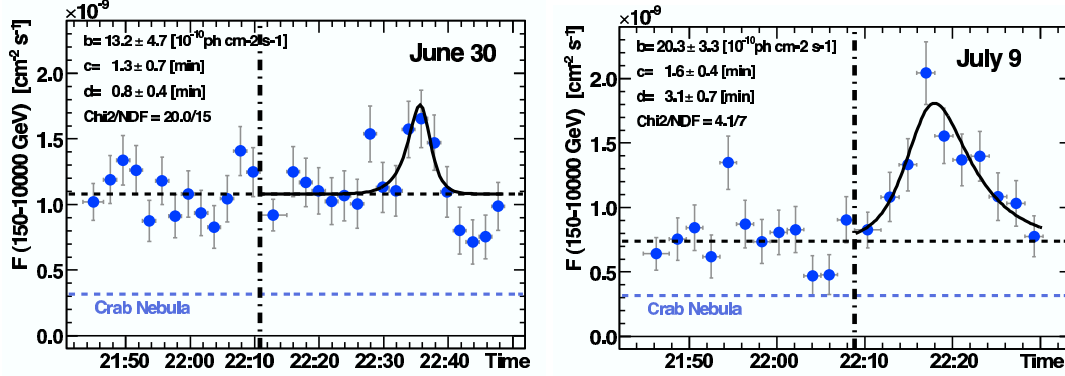 ×10⁻⁹
b= 13.2 ± 4.7 [10⁻¹⁰ph cm-2 s-1]
c= 1.3 ± 0.7 [min]
d= 0.8 ± 0.4 [min]
Chi2/NDF = 20.0/15
June 30
F (150-10000 GeV) [cm⁻² s⁻¹]
2.0
1.5
1.0
0.5
0.0
Crab Nebula
21:50 22:00 22:10 22:20 22:30 22:40 Time
×10⁻⁹
b= 20.3 ± 3.3 [10⁻¹⁰ph cm-2 s-1]
c= 1.6 ± 0.4 [min]
d= 3.1 ± 0.7 [min]
Chi2/NDF = 4.1/7
July 9
F (150-10000 GeV) [cm⁻² s⁻¹]
2.0
1.5
1.0
0.5
0.0
Crab Nebula
21:50 22:00 22:10 22:20 Time